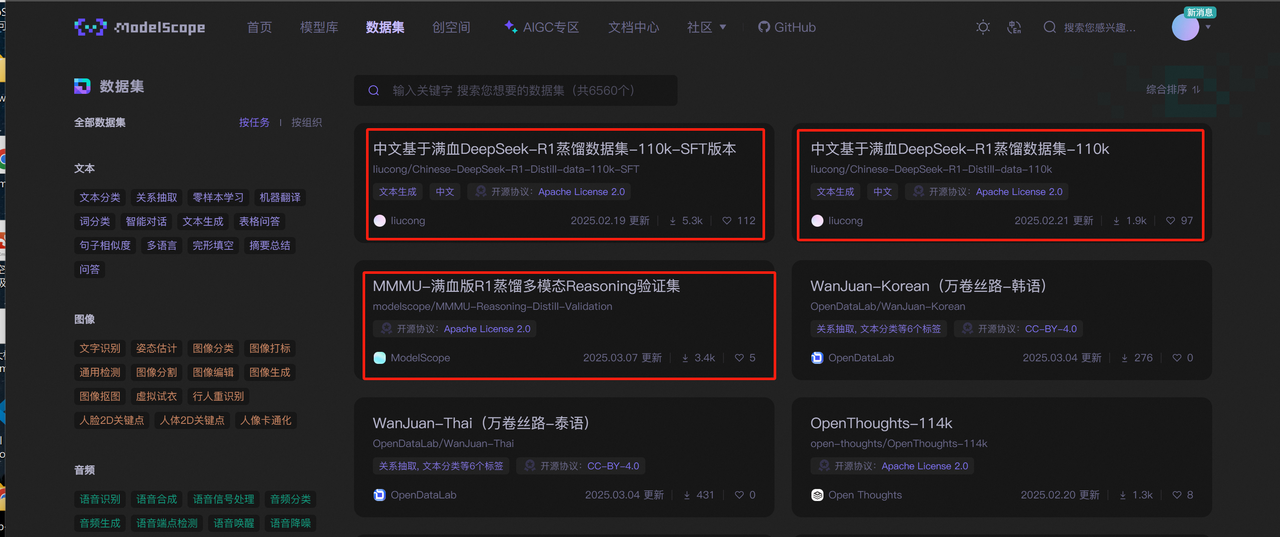 ModelScope
首页
模型库
数据集
创空间
AIGC专区
文档中心
社区
GitHub
搜索您感兴趣...
新消息
数据集
输入关键字 搜索您想要的数据集（共6560个）
综合排序
全部数据集
按任务
按组织
文本
文本分类 关系抽取 零样本学习 机器翻译
词分类 智能对话 文本生成 表格问答
句子相似度 多语言 完形填空 摘要总结
问答
图像
文字识别 姿态估计 图像分类 图像打标
通用检测 图像分割 图像编辑 图像生成
图像抠图 虚拟试衣 行人重识别
人脸2D关键点 人体2D关键点 人像卡通化
音频
语音识别 语音合成 语音信号处理 音频分类
音频生成 语音端点检测 语音唤醒 语音降噪
中文基于满血DeepSeek-R1蒸馏数据集-110k-SFT版本
liucong/Chinese-DeepSeek-R1-Distill-data-110k-SFT
文本生成 中文 开源协议：Apache License 2.0
liucong 2025.02.19 更新 5.3k 112
中文基于满血DeepSeek-R1蒸馏数据集-110k
liucong/Chinese-DeepSeek-R1-Distill-data-110k
文本生成 中文 开源协议：Apache License 2.0
liucong 2025.02.21 更新 1.9k 97
MMMU-满血版R1蒸馏多模态Reasoning验证集
modelscope/MMMU-Reasoning-Distill-Validation
开源协议：Apache License 2.0
ModelScope 2025.03.07 更新 3.4k 5
WanJuan-Korean（万卷丝路-韩语）
OpenDataLab/WanJuan-Korean
关系抽取, 文本分类等6个标签 开源协议：CC-BY-4.0
OpenDataLab 2025.03.04 更新 276 0
WanJuan-Thai（万卷丝路-泰语）
OpenDataLab/WanJuan-Thai
关系抽取, 文本分类等6个标签 开源协议：CC-BY-4.0
OpenDataLab 2025.03.04 更新 431 0
OpenThoughts-114k
open-thoughts/OpenThoughts-114k
开源协议：Apache License 2.0
Open Thoughts 2025.02.20 更新 1.3k 8